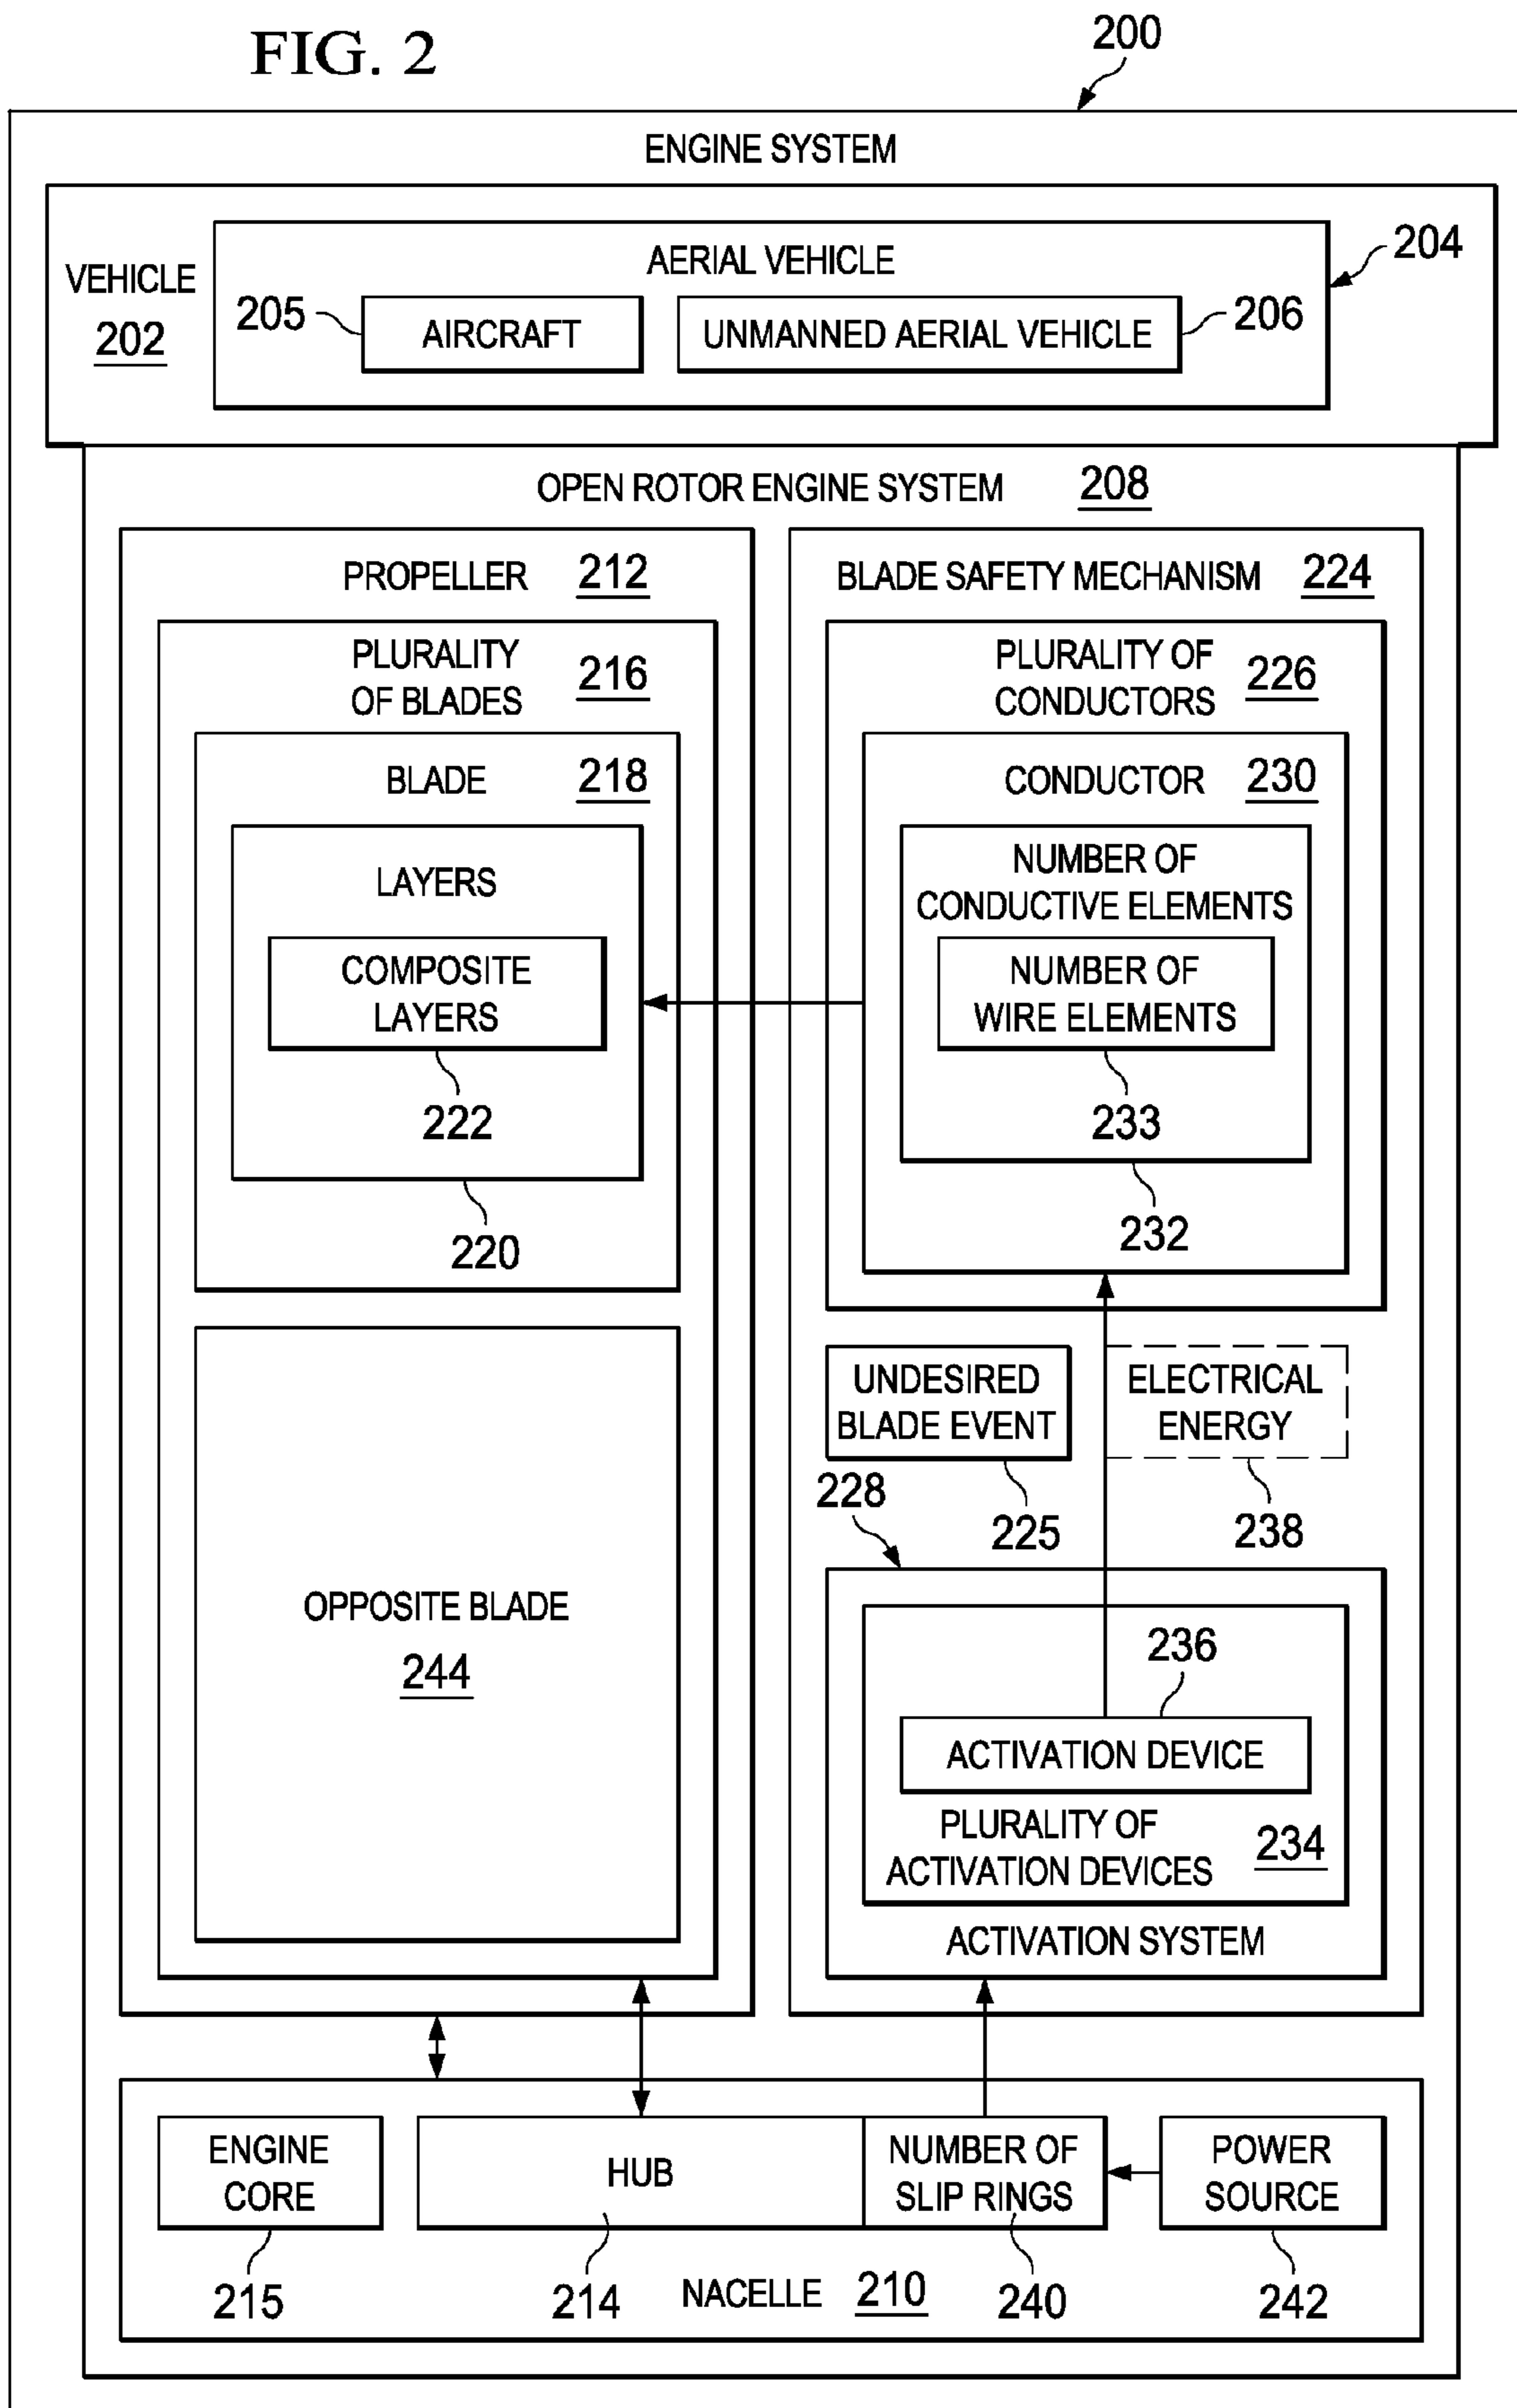 FIG. 2
200
ENGINE SYSTEM
VEHICLE
202
AERIAL VEHICLE
204
205
AIRCRAFT
UNMANNED AERIAL VEHICLE
206
OPEN ROTOR ENGINE SYSTEM 208
PROPELLER 212
PLURALITY
OF BLADES
216
BLADE 218
LAYERS
COMPOSITE
LAYERS
222
220
OPPOSITE BLADE
244
BLADE SAFETY MECHANISM 224
PLURALITY OF
CONDUCTORS
226
CONDUCTOR 230
NUMBER OF
CONDUCTIVE ELEMENTS
NUMBER OF
WIRE ELEMENTS
233
232
UNDESIRED
BLADE EVENT
225
ELECTRICAL
ENERGY
238
228
236
ACTIVATION DEVICE
PLURALITY OF
ACTIVATION DEVICES
234
ACTIVATION SYSTEM
ENGINE
CORE
215
HUB
214
NUMBER OF
SLIP RINGS
240
POWER
SOURCE
242
NACELLE 210